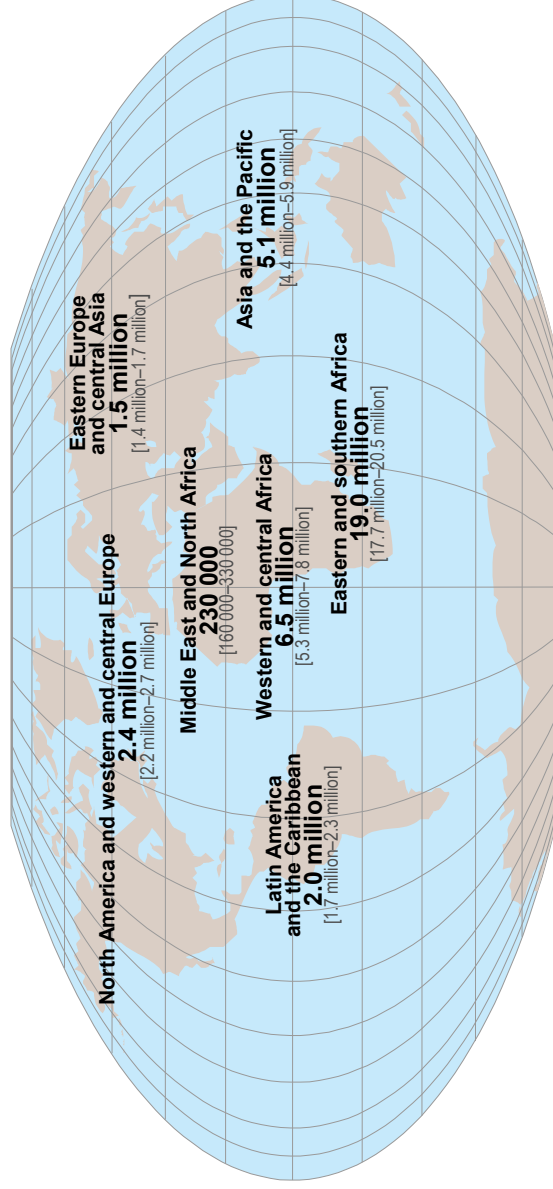 North America and western and central Europe
2.4 million
[2.2 million–2.7 million]
Eastern Europe
and central Asia
1.5 million
[1.4 million–1.7 million]
Middle East and North Africa
230 000
[160 000–330 000]
Western and central Africa
6.5 million
[5.3 million–7.8 million]
Asia and the Pacific
5.1 million
[4.4 million–5.9 million]
Latin America
and the Caribbean
2.0 million
[1.7 million–2.3 million]
Eastern and southern Africa
19.0 million
[17.7 million–20.5 million]